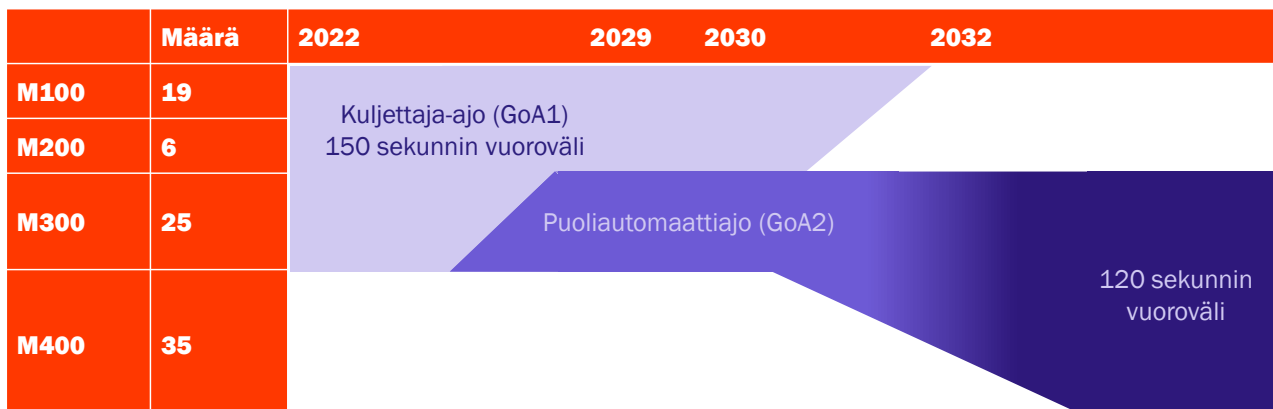 Määrä 2022 2029 2030 2032
M100 19
Kuljettaja-ajo (GoA1)
150 sekunnin vuoroväli
M200 6
M300 25
Puoliautomaattiajo (GoA2)
120 sekunnin
vuoroväli
M400 35